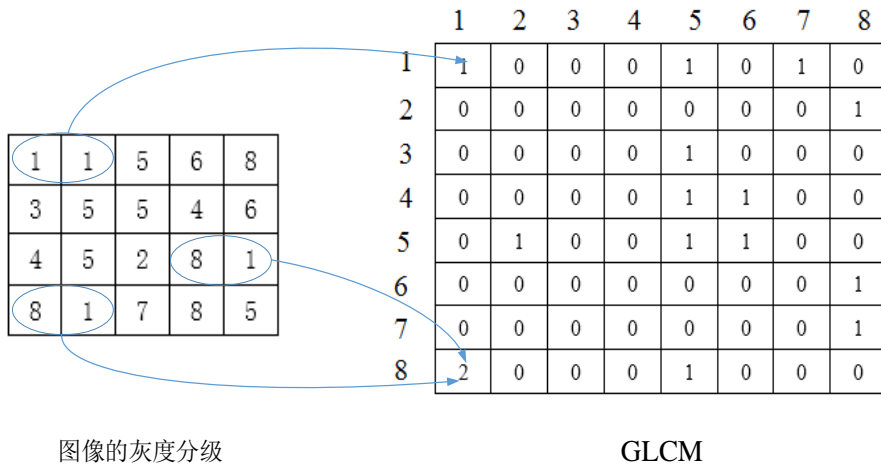 1 2 3 4 5 6 7 8
1 1 0 0 0 1 0 1 0
2 0 0 0 0 0 0 0 1
3 0 0 0 0 1 0 0 0
4 0 0 0 0 1 1 0 0
5 0 1 0 0 1 1 0 0
6 0 0 0 0 0 0 0 1
7 0 0 0 0 0 0 0 1
8 2 0 0 0 1 0 0 0
1 1 5 6 8
3 5 5 4 6
4 5 2 8 1
8 1 7 8 5
图像的灰度分级
GLCM